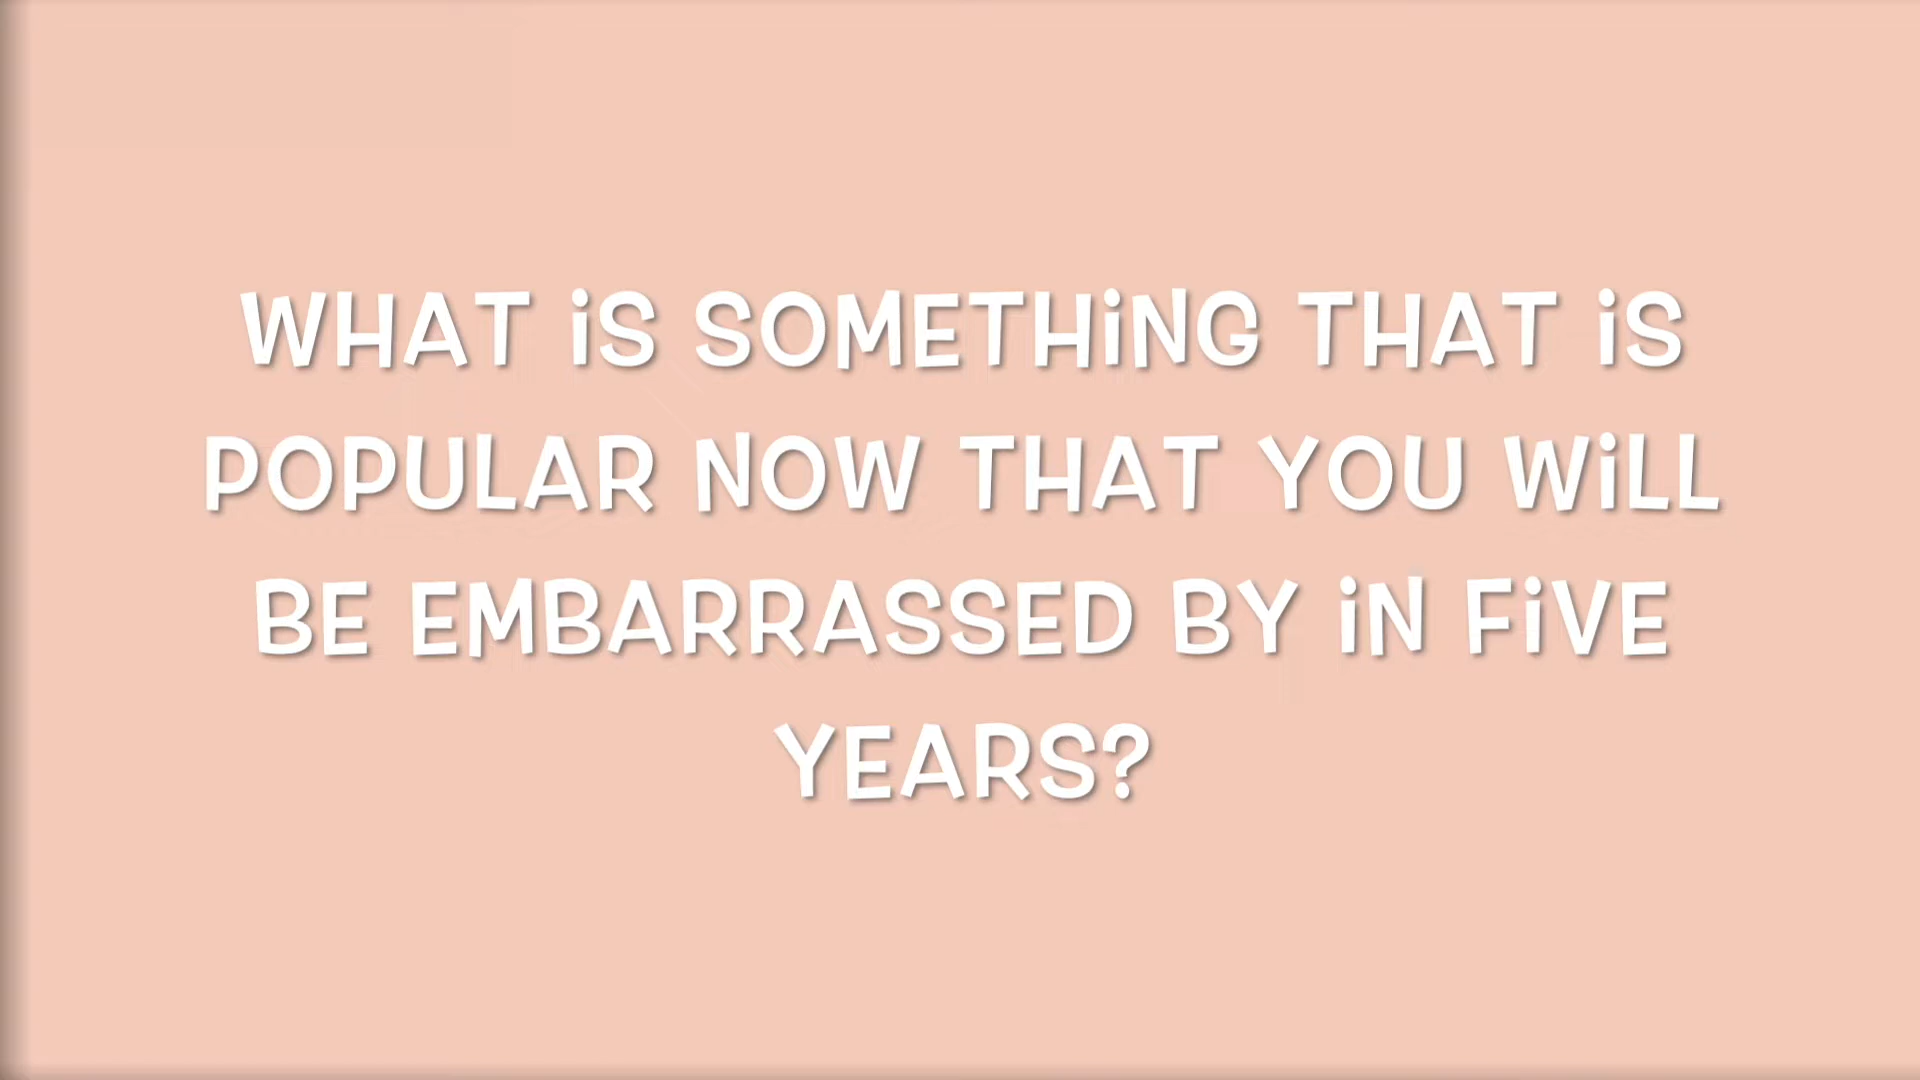 WHAT iS SOMETHiNG THAT iS
POPULAR NOW THAT YOU WiLL
BE EMBARRASSED BY iN FiVE
YEARS?